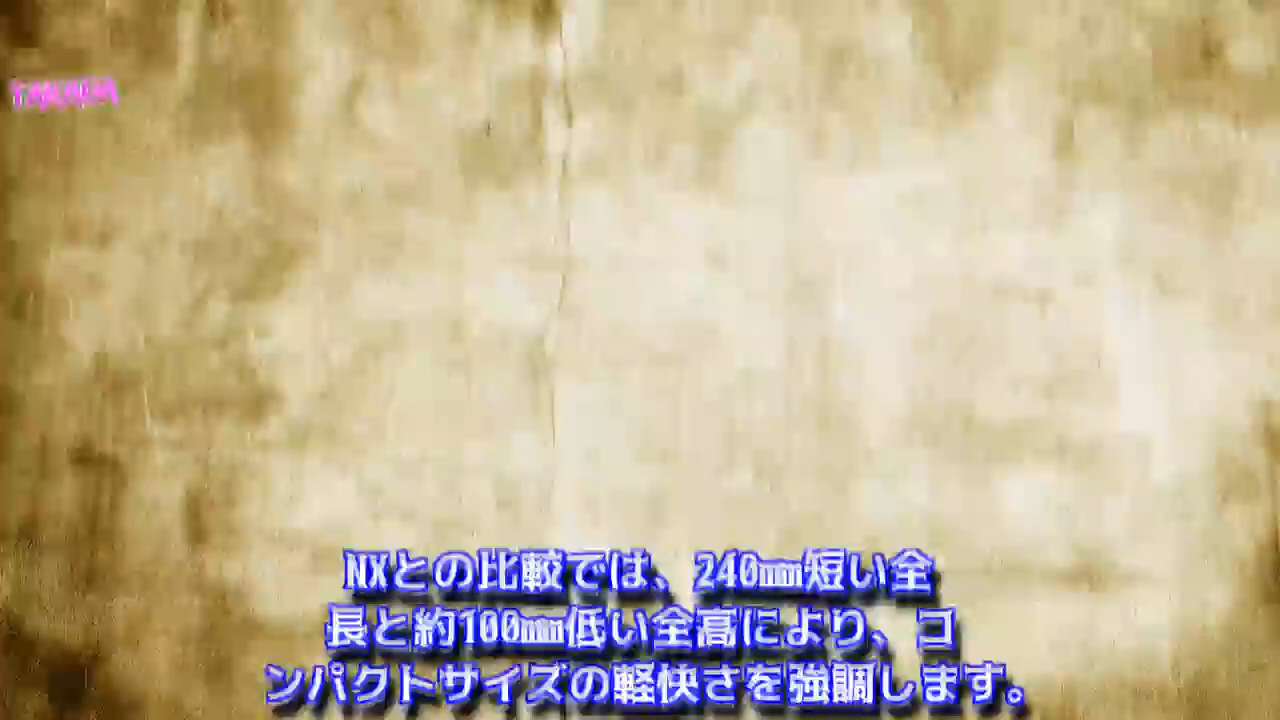 NXとの比較では、240㎜短い全
長と約100㎜低い全高により、コ
ンパクトサイズの軽快さを強調します。